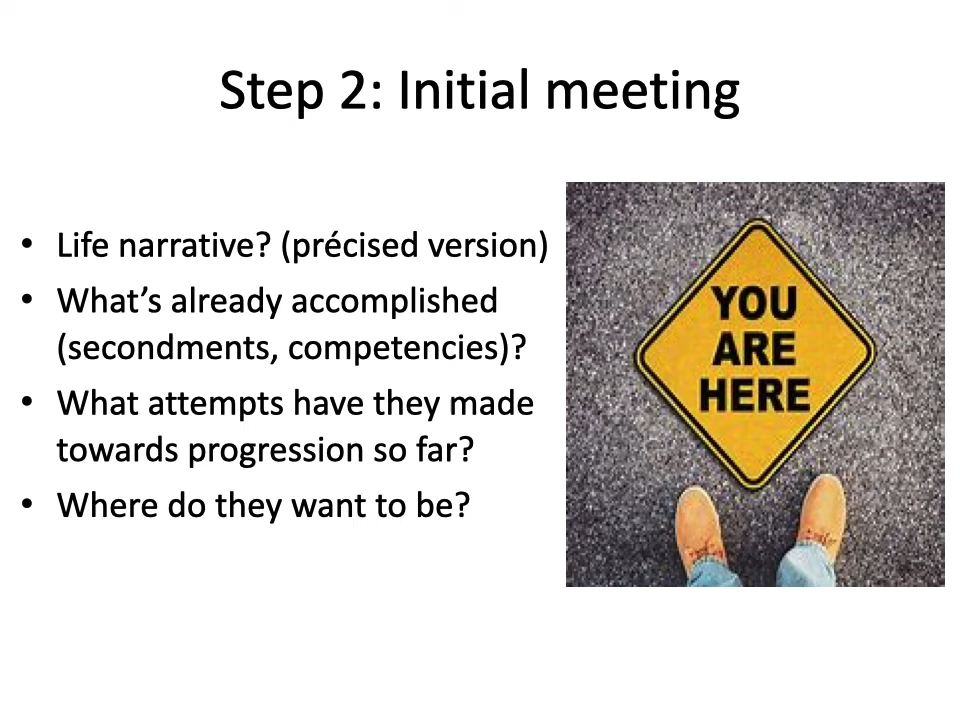 Step 2: Initial meeting
• Life narrative? (précised version)
• What’s already accomplished
(secondments, competencies)?
• What attempts have they made
towards progression so far?
• Where do they want to be?
YOU
ARE
HERE